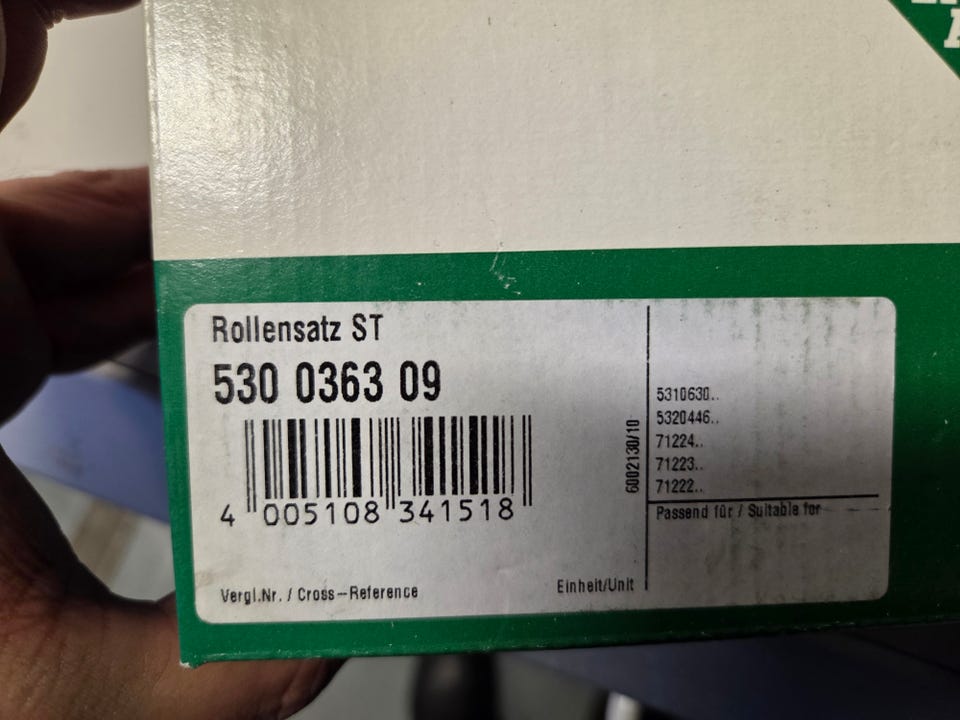 Rollensatz ST
530 0363 09
4 005108 341518
Vergl.Nr. / Cross-Reference
Einheit/Unit
6002130/10
5310630..
5320446..
71224..
71223..
71222..
Passend für / Suitable for